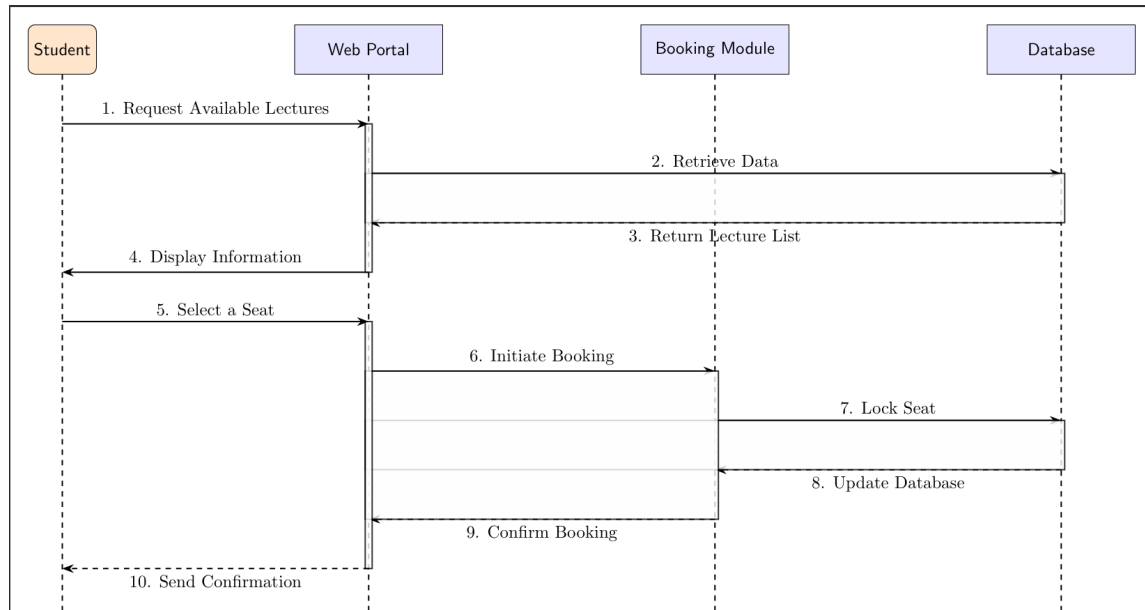 Student
Web Portal
Booking Module
Database
1. Request Available Lectures
2. Retrieve Data
3. Return Lecture List
4. Display Information
5. Select a Seat
6. Initiate Booking
7. Lock Seat
8. Update Database
9. Confirm Booking
10. Send Confirmation